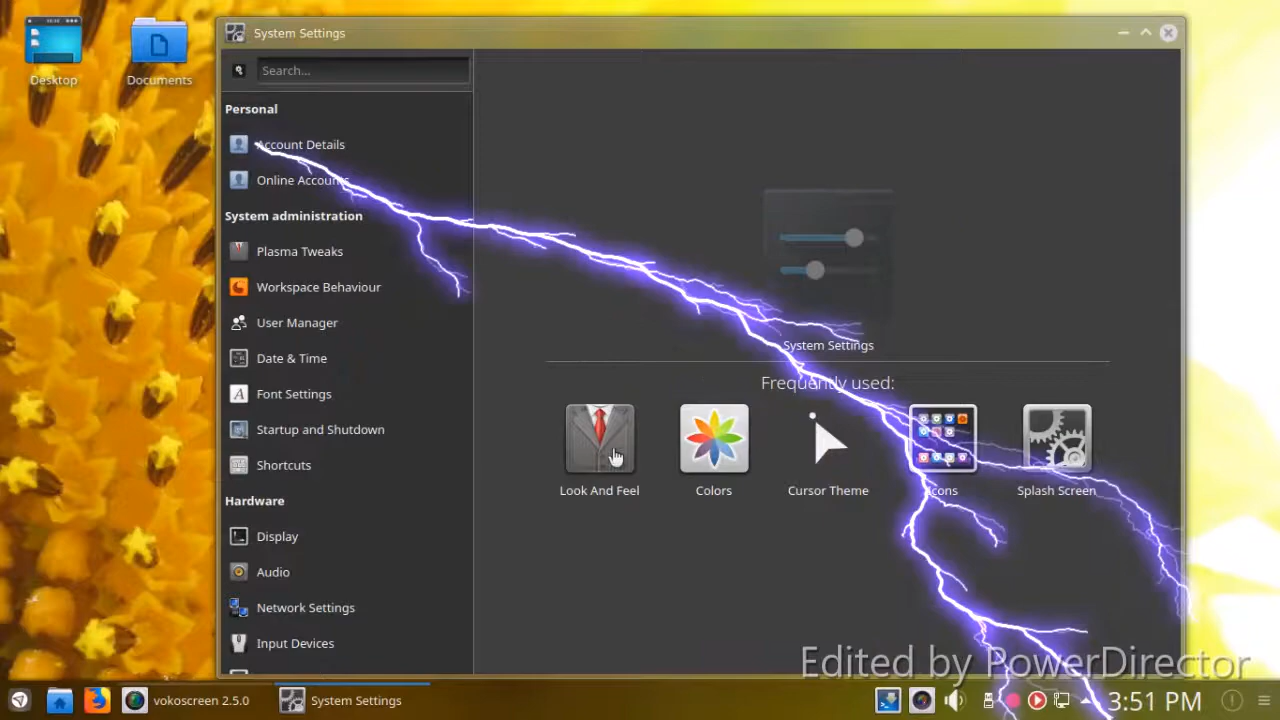 Desktop
Documents
System Settings
Search...
Personal
Account Details
Online Accounts
System administration
Plasma Tweaks
Workspace Behaviour
User Manager
Date & Time
Font Settings
Startup and Shutdown
Shortcuts
Hardware
Display
Audio
Network Settings
Input Devices
System Settings
Frequently used:
Look And Feel
Colors
Cursor Theme
Icons
Splash Screen
Edited by PowerDirector
vokoscreen 2.5.0
System Settings
3:51 PM